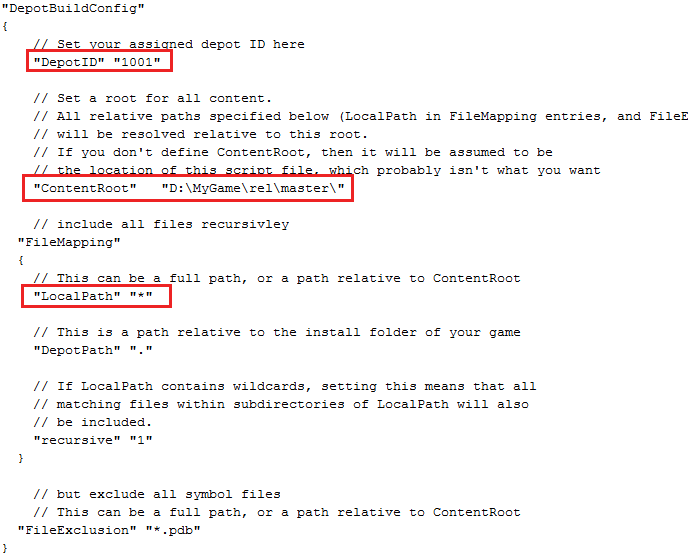 "DepotBuildConfig"
{
// Set your assigned depot ID here
"DepotID" "1001"
// Set a root for all content.
// All relative paths specified below (LocalPath in FileMapping entries, and FileE
// will be resolved relative to this root.
// If you don't define ContentRoot, then it will be assumed to be
// the location of this script file, which probably isn't what you want
"ContentRoot" "D:\MyGame\rel\master\"
// include all files recursivley
"FileMapping"
{
// This can be a full path, or a path relative to ContentRoot
"LocalPath" "*"
// This is a path relative to the install folder of your game
"DepotPath" "."
// If LocalPath contains wildcards, setting this means that all
// matching files within subdirectories of LocalPath will also
// be included.
"recursive" "1"
}
// but exclude all symbol files
// This can be a full path, or a path relative to ContentRoot
"FileExclusion" "*.pdb"
}